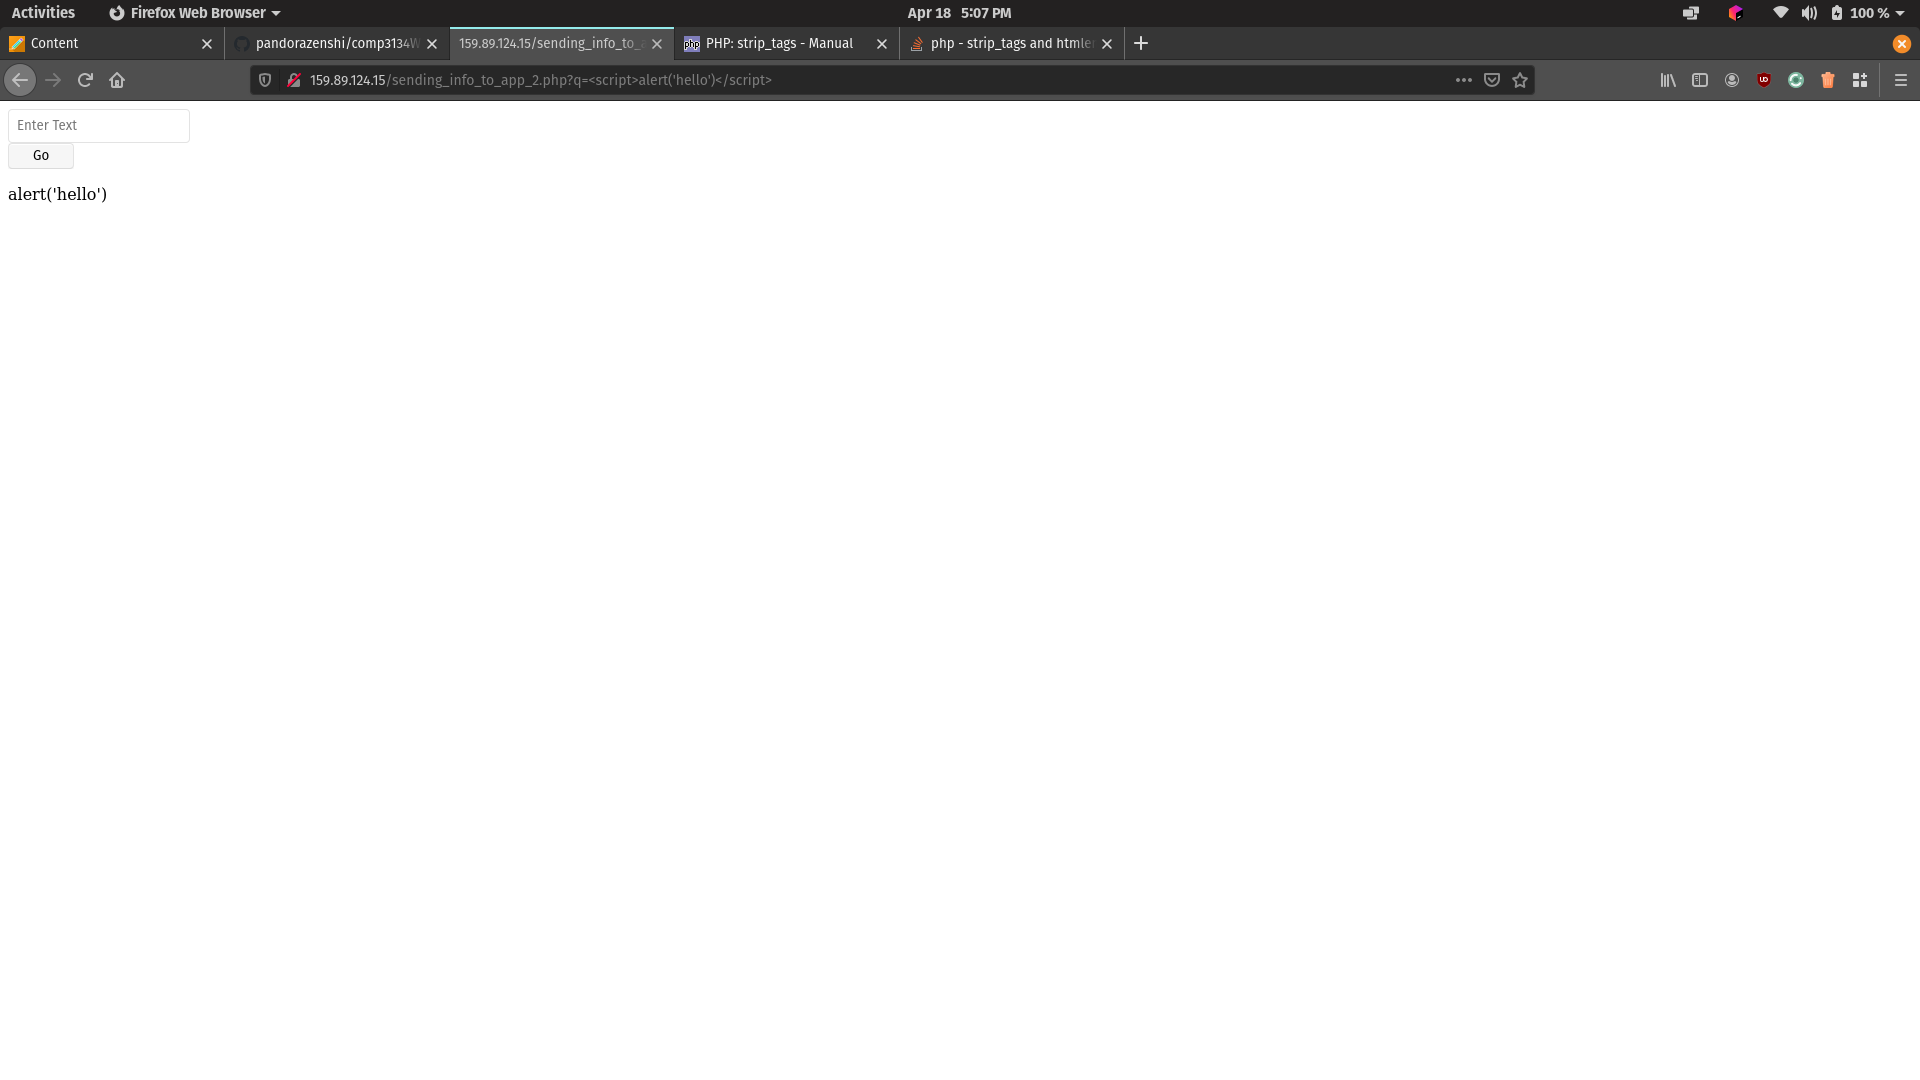 Activities Firefox Web Browser Apr 18 5:07 PM 100 %
Content pandorazenshi/comp3134W 159.89.124.15/sending_info_to_a PHP: strip_tags - Manual php - strip_tags and htmlen
159.89.124.15/sending_info_to_app_2.php?q=<script>alert('hello')</script>
Enter Text
Go
alert('hello')